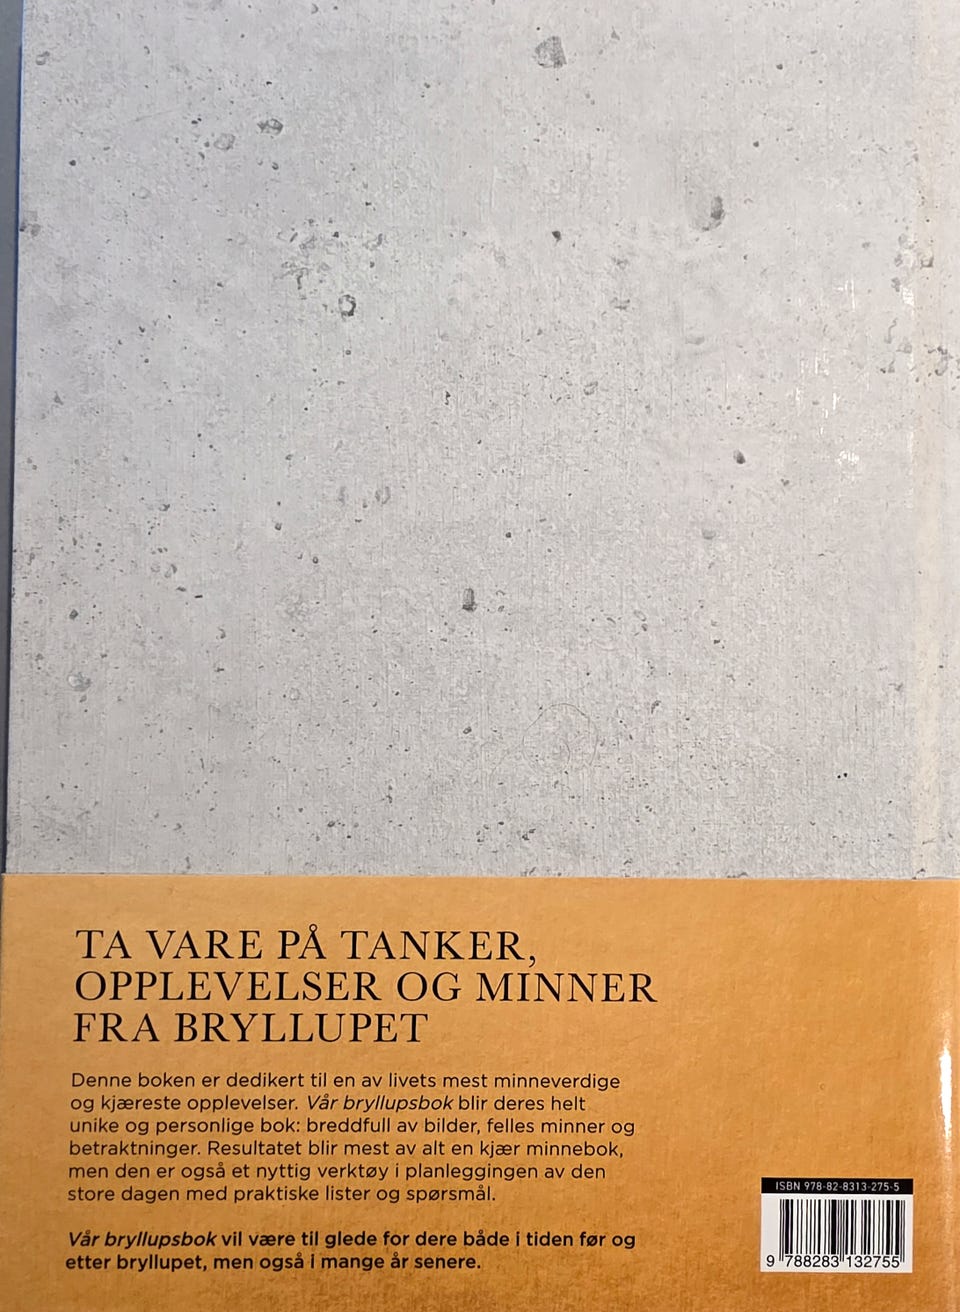 TA VARE PÅ TANKER,
OPPLEVELSER OG MINNER
FRA BRYLLUPET
Denne boken er dedikert til en av livets mest minneverdige
og kjæreste opplevelser. Vår bryllupsbok blir deres helt
unike og personlige bok: breddfull av bilder, felles minner og
betraktninger. Resultatet blir mest av alt en kjær minnebok,
men den er også et nyttig verktøy i planleggingen av den
store dagen med praktiske lister og spørsmål.
Vår bryllupsbok vil være til glede for dere både i tiden før og
etter bryllupet, men også i mange år senere.
ISBN 978-82-8313-275-5
9 788283 132755